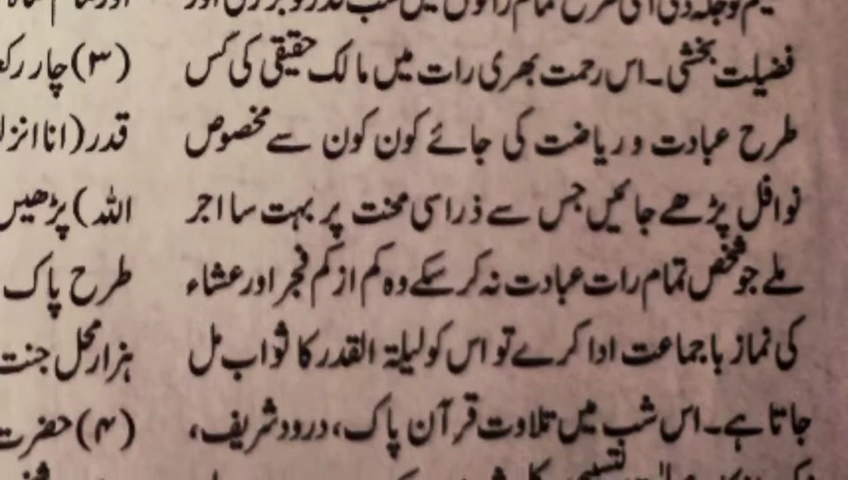 فضیلت بخشی۔ اس رحمت بھری رات میں مالک حقیقی کی کس
طرح عبادت و ریاضت کی جائے کون کون سے مخصوص
نوافل پڑھے جائیں جس سے ذرا سی محنت پر بہت سا اجر
ملے جو شخص تمام رات عبادت نہ کر سکے وہ کم از کم فجر اور عشاء
کی نماز با جماعت ادا کرے تو اس کو لیلۃ القدر کا ثواب مل
جاتا ہے۔ اس شب میں تلاوت قرآن پاک، درود شریف،
(۳) چار
قدر (انا
اللہ) پڑھیں
طرح پاک
ہزار محل جنت
(۴) حضرت